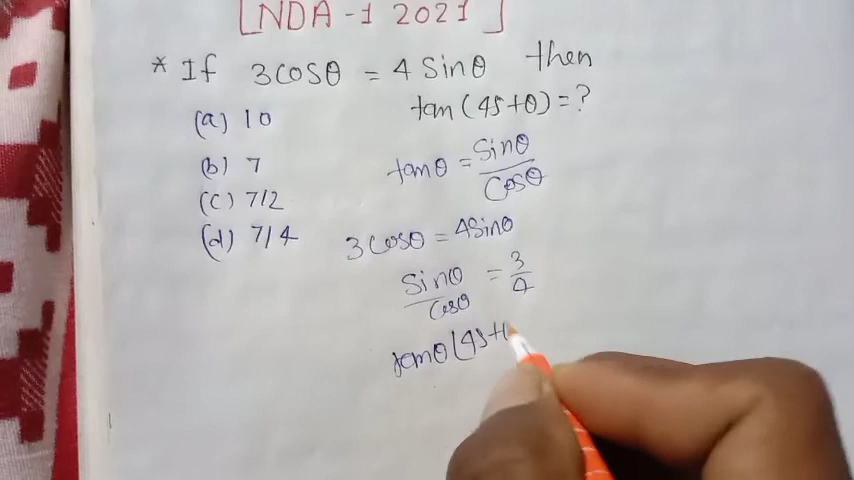 [NDA-1 2021]
* If 3cosθ = 4 sinθ then
tan(45+θ)=?
(a) 10
(b) 7
(c) 7/2
(d) 7/4
tanθ = sinθ/cosθ
3cosθ = 4sinθ
sinθ/cosθ = 3/4
tanθ(45+